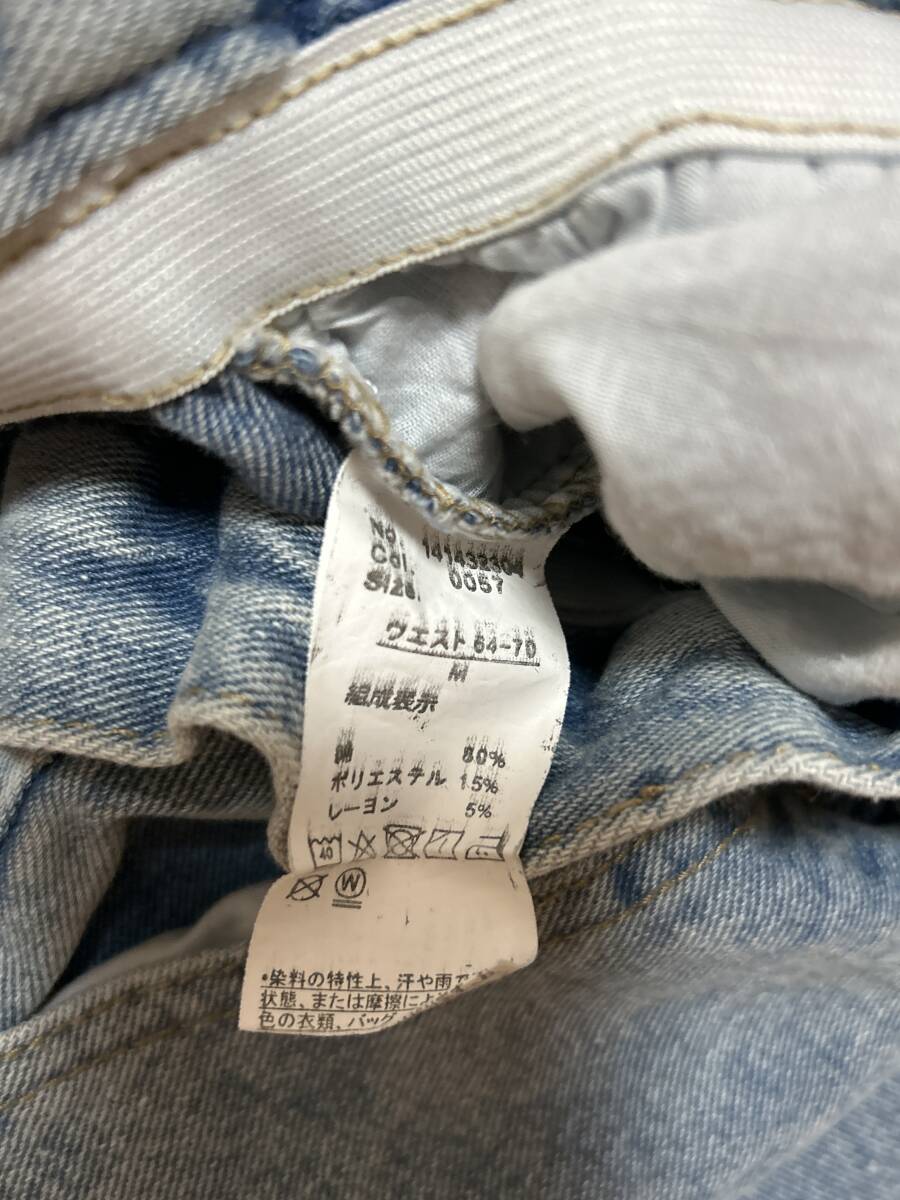 No. 141432304
Col. 0057
Size.
ウエスト 64-70
M
組成表示
綿 80%
ポリエステル 15%
レーヨン 5%
40
W
・染料の特性上、汗や雨で
状態、または摩擦によ
色の衣類、バッグ